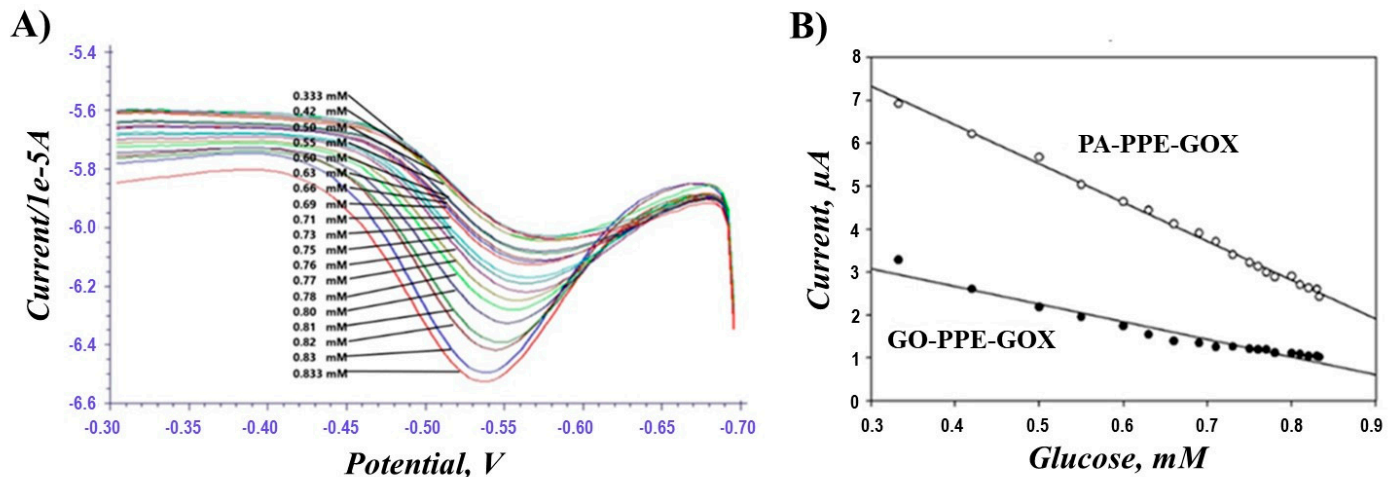 A)
-5.4
-5.6
-5.8
-6.0
-6.2
-6.4
-6.6
Current/1e-5A
0.333 mM
0.42 mM
0.50 mM
0.55 mM
0.60 mM
0.63 mM
0.66 mM
0.69 mM
0.71 mM
0.73 mM
0.75 mM
0.76 mM
0.77 mM
0.78 mM
0.80 mM
0.81 mM
0.82 mM
0.83 mM
0.833 mM
-0.30 -0.35 -0.40 -0.45 -0.50 -0.55 -0.60 -0.65 -0.70
Potential, V
B)
8
7
6
5
4
3
2
1
0
Current, µA
PA-PPE-GOX
GO-PPE-GOX
0.3 0.4 0.5 0.6 0.7 0.8 0.9
Glucose, mM